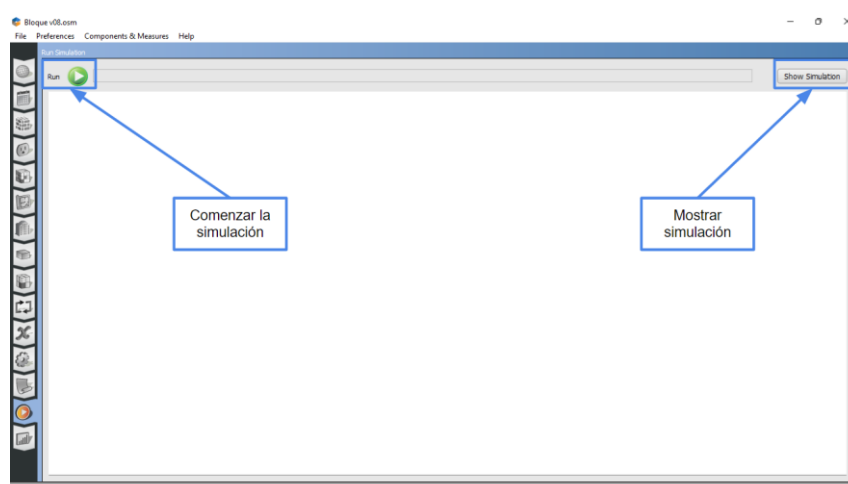 Bloque v08.osm
File Preferences Components & Measures Help
Run Simulation
Run
Show Simulation
Comenzar la
simulación
Mostrar
simulación